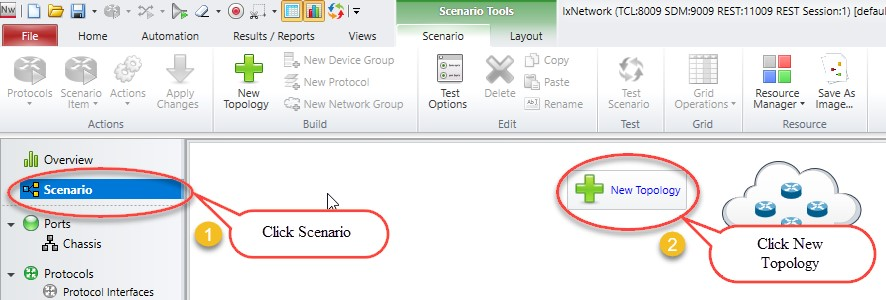 Nw
Scenario Tools
IxNetwork (TCL:8009 SDM:9009 REST:11009 REST Session:1) [defau
File
Home
Automation
Results / Reports
Views
Scenario
Layout
Protocols
Scenario
Item
Actions
Apply
Changes
Actions
New
Topology
New Device Group
New Protocol
New Network Group
Build
Test
Options
Delete
Copy
Paste
Rename
Edit
Test
Scenario
Test
Grid
Operations
Grid
Resource
Manager
Save As
Image...
Resource
Overview
Scenario
Ports
Chassis
Protocols
Protocol Interfaces
1
Click Scenario
New Topology
2
Click New
Topology